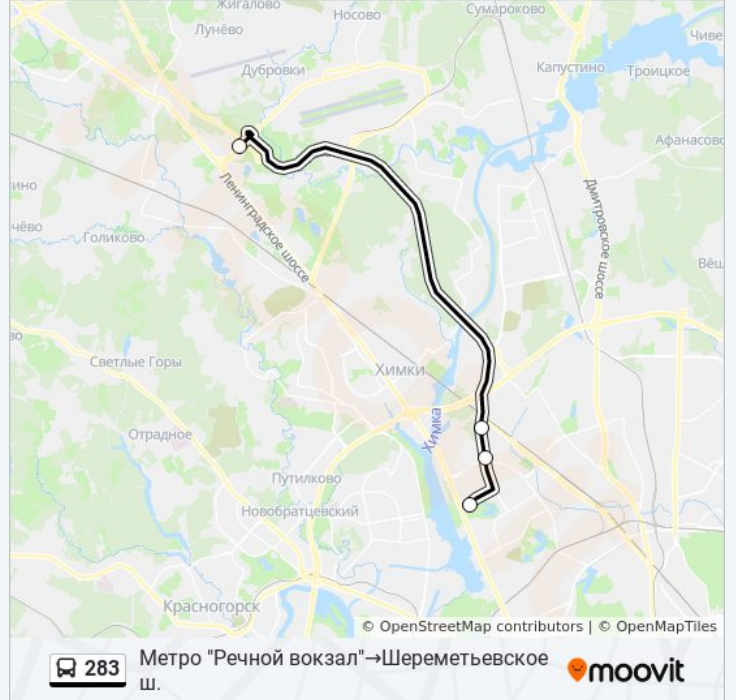 Жигалово
Носово
Сумароково
Лунёво
Чиве
Дубровки
Капустино
Троицкое
Афанасово
ино
Ленинградское шоссе
Дмитровское шоссе
чёво
Голиково
Вёш
во
Светлые Горы
Химки
Химка
Отрадное
Путилково
Новобратцевский
Красногорск
© OpenStreetMap contributors | © OpenMapTiles
283 Метро "Речной вокзал"→Шереметьевское
ш.
moovit